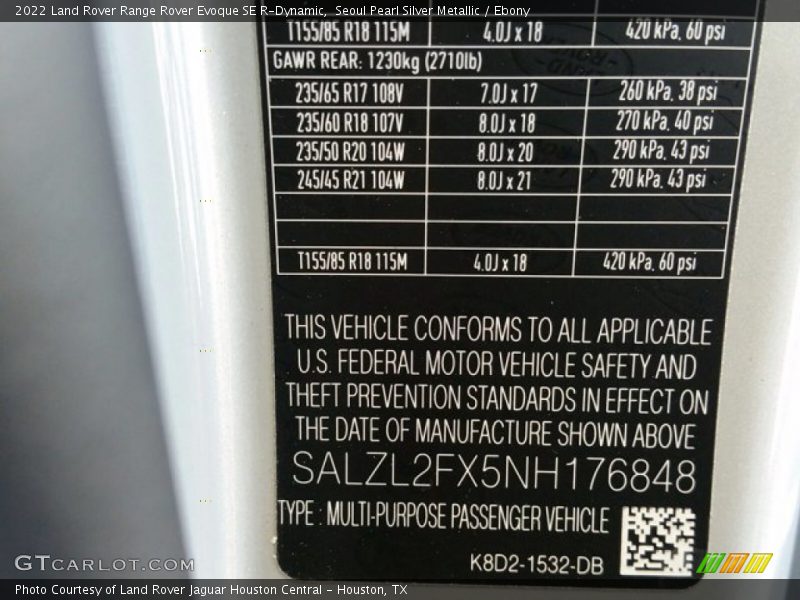 2022 Land Rover Range Rover Evoque SE R-Dynamic, Seoul Pearl Silver Metallic / Ebony
T155/85 R18 115M 4.0J x 18 420 kPa, 60 psi
GAWR REAR: 1230kg (2710lb)
235/65 R17 108V 7.0J x 17 260 kPa, 38 psi
235/60 R18 107V 8.0J x 18 270 kPa, 40 psi
235/50 R20 104W 8.0J x 20 290 kPa, 43 psi
245/45 R21 104W 8.0J x 21 290 kPa, 43 psi
T155/85 R18 115M 4.0J x 18 420 kPa, 60 psi
THIS VEHICLE CONFORMS TO ALL APPLICABLE
U.S. FEDERAL MOTOR VEHICLE SAFETY AND
THEFT PREVENTION STANDARDS IN EFFECT ON
THE DATE OF MANUFACTURE SHOWN ABOVE
SALZL2FX5NH176848
TYPE : MULTI-PURPOSE PASSENGER VEHICLE
K8D2-1532-DB
GTCARLOT.COM
Photo Courtesy of Land Rover Jaguar Houston Central - Houston, TX